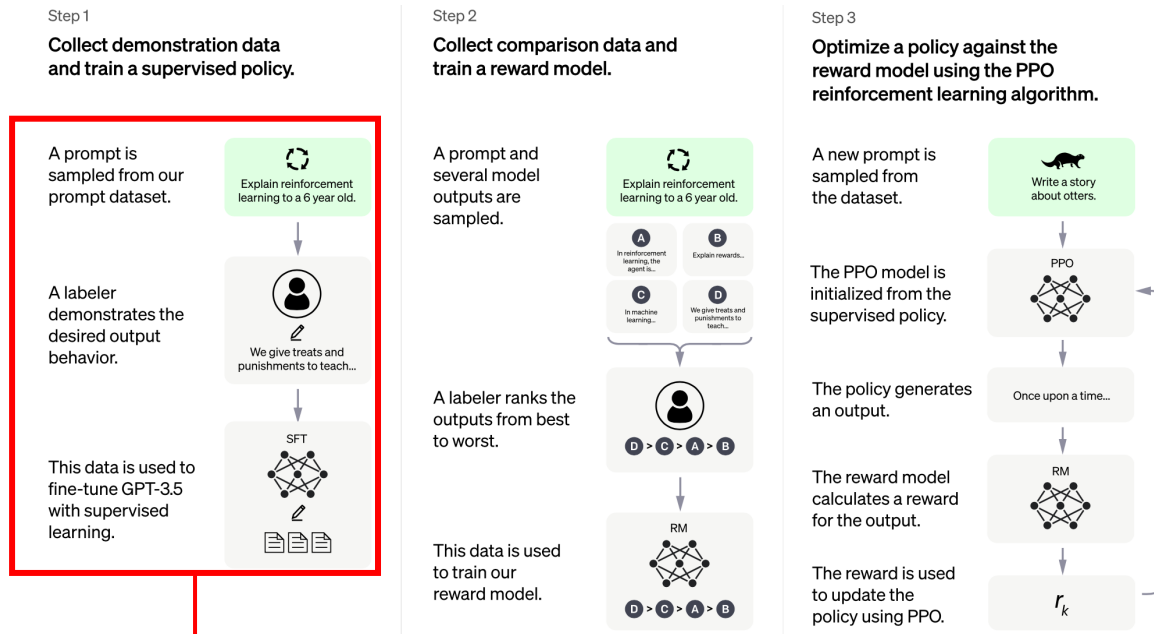 Step 1
Collect demonstration data
and train a supervised policy.
A prompt is
sampled from our
prompt dataset.
Explain reinforcement
learning to a 6 year old.
A labeler
demonstrates the
desired output
behavior.
We give treats and
punishments to teach...
This data is used to
fine-tune GPT-3.5
with supervised
learning.
SFT
Step 2
Collect comparison data and
train a reward model.
A prompt and
several model
outputs are
sampled.
Explain reinforcement
learning to a 6 year old.
A
In reinforcement
learning, the
agent is...
B
Explain rewards...
C
In machine
learning...
D
We give treats and
punishments to
teach...
A labeler ranks the
outputs from best
to worst.
D > C > A > B
This data is used
to train our
reward model.
RM
D > C > A > B
Step 3
Optimize a policy against the
reward model using the PPO
reinforcement learning algorithm.
A new prompt is
sampled from
the dataset.
Write a story
about otters.
The PPO model is
initialized from the
supervised policy.
PPO
The policy generates
an output.
Once upon a time...
The reward model
calculates a reward
for the output.
RM
The reward is used
to update the
policy using PPO.
rk